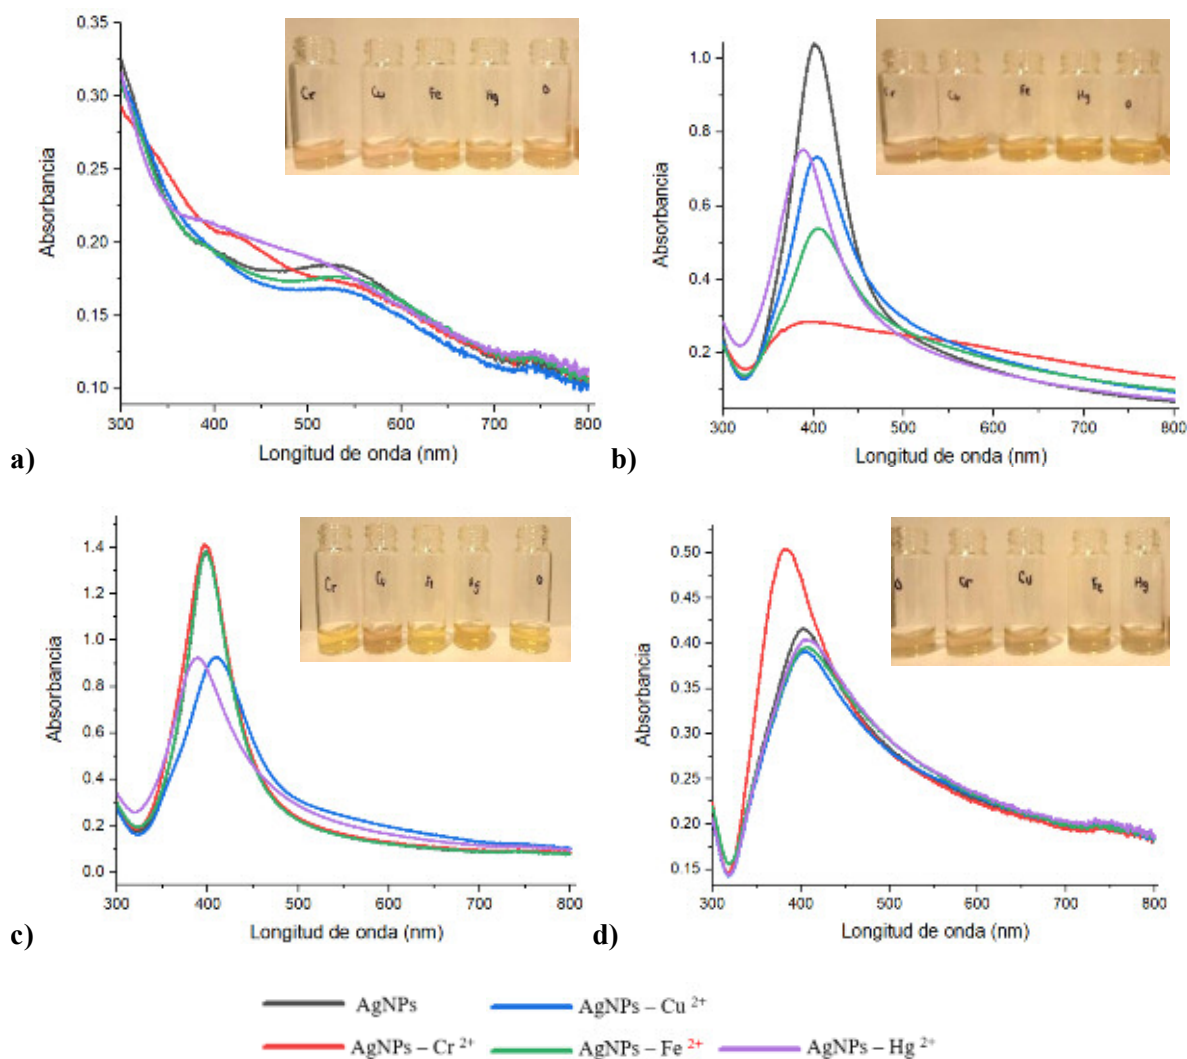 0.35
0.30
0.25
0.20
0.15
0.10
Absorbancia
300 400 500 600 700 800
Longitud de onda (nm)
Cr Cu Fe Hg 0
a)
1.0
0.8
0.6
0.4
0.2
Absorbancia
300 400 500 600 700 800
Longitud de onda (nm)
Cr Cu Fe Hg 0
b)
1.4
1.2
1.0
0.8
0.6
0.4
0.2
0.0
Absorbancia
300 400 500 600 700 800
Longitud de onda (nm)
Cr Hg 0
c)
0.50
0.45
0.40
0.35
0.30
0.25
0.20
0.15
Absorbancia
300 400 500 600 700 800
Longitud de onda (nm)
0 Cr Cu Fe Hg
d)
AgNPs AgNPs – Cu ²⁺
AgNPs – Cr ²⁺ AgNPs – Fe ²⁺ AgNPs – Hg ²⁺